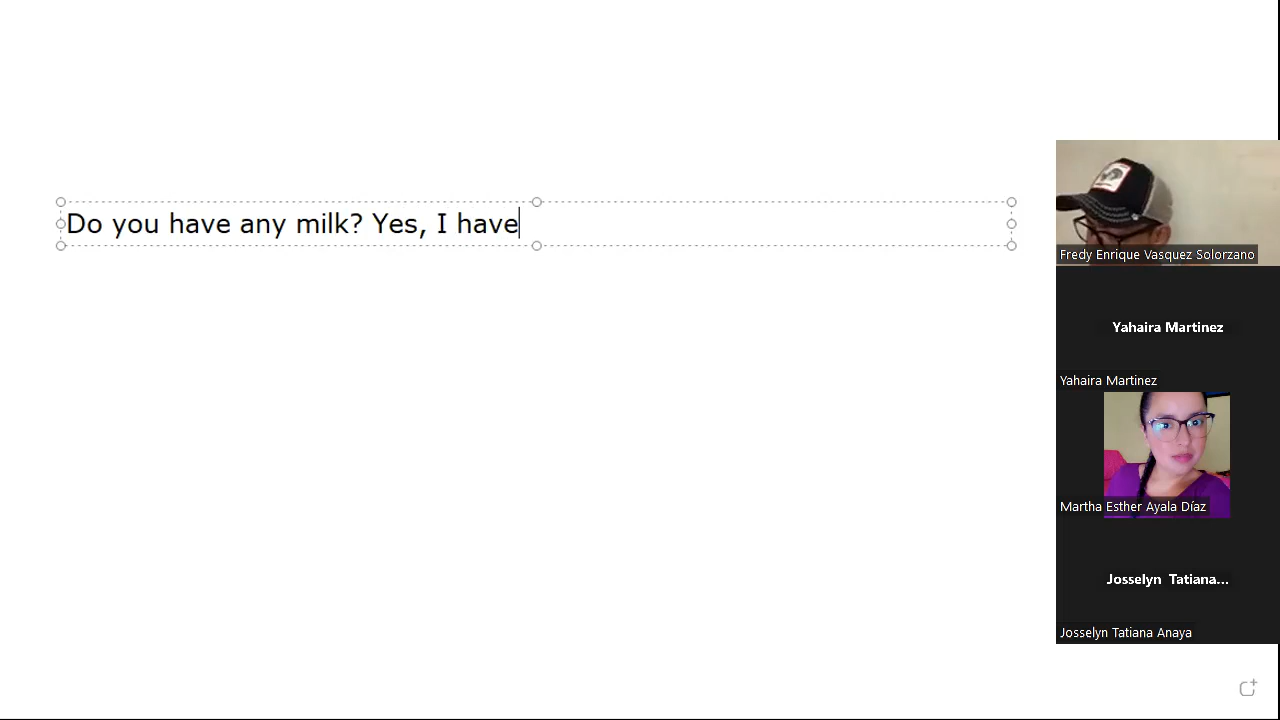 Do you have any milk? Yes, I have
Fredy Enrique Vasquez Solorzano
Yahaira Martinez
Yahaira Martinez
Martha Esther Ayala Díaz
Josselyn Tatiana...
Josselyn Tatiana Anaya